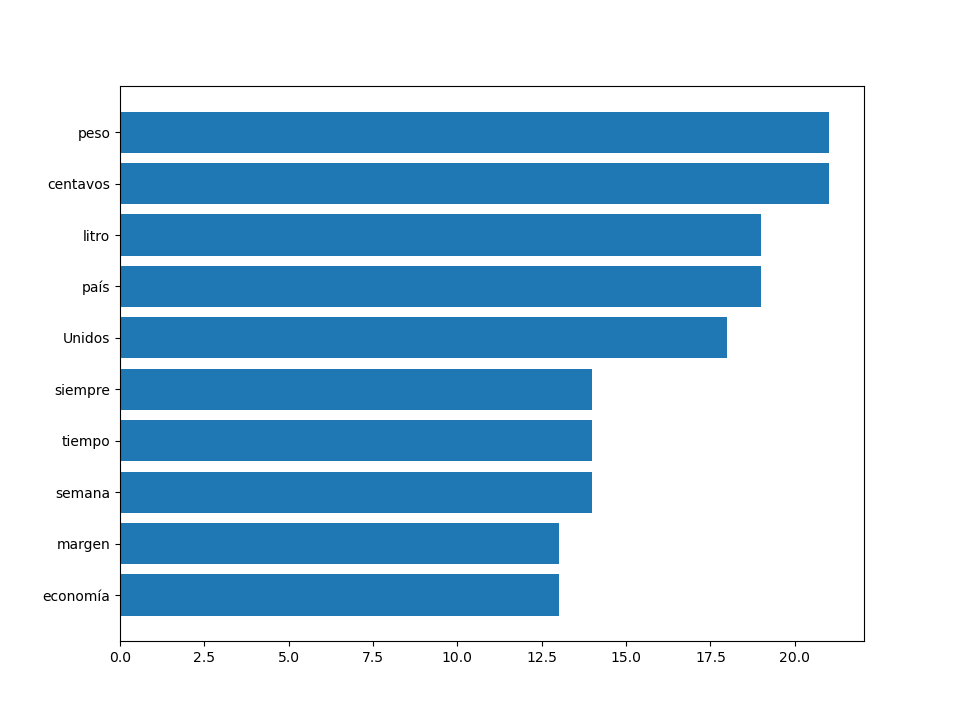 peso
centavos
litro
país
Unidos
siempre
tiempo
semana
margen
economía
0.0 2.5 5.0 7.5 10.0 12.5 15.0 17.5 20.0